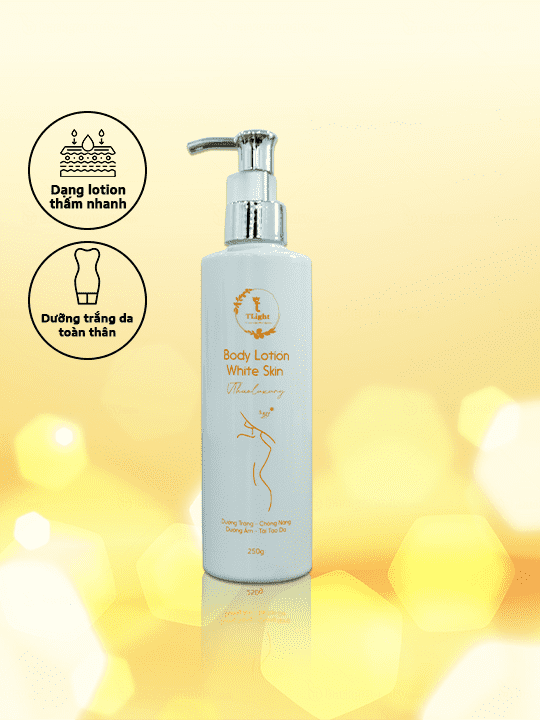 Dạng lotion
thấm nhanh
Dưỡng trắng da
toàn thân
TLight
Body Lotion
White Skin
Dưỡng Trắng - Chống Nắng
Dưỡng Ẩm - Tái Tạo Da
250g